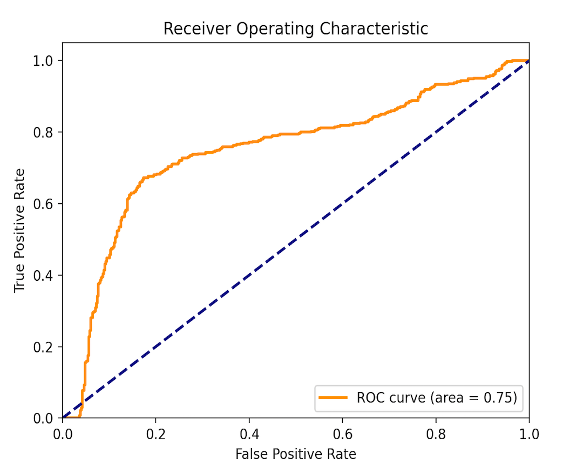 Receiver Operating Characteristic
1.0
0.8
0.6
0.4
0.2
0.0
True Positive Rate
ROC curve (area = 0.75)
0.0 0.2 0.4 0.6 0.8 1.0
False Positive Rate